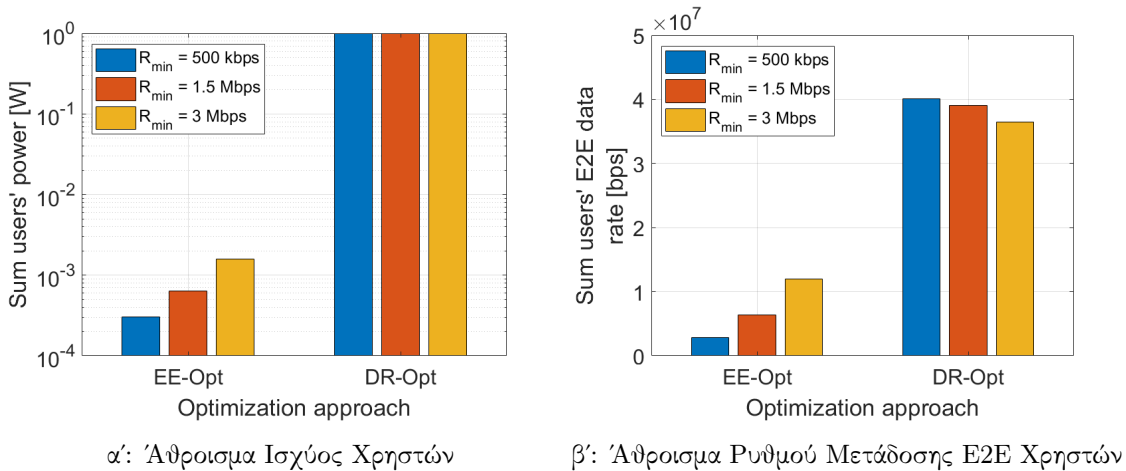 Sum users' power [W]
10^0
10^-1
10^-2
10^-3
10^-4
R_min = 500 kbps
R_min = 1.5 Mbps
R_min = 3 Mbps
EE-Opt
DR-Opt
Optimization approach
α΄: Άθροισμα Ισχύος Χρηστών
Sum users' E2E data
rate [bps]
×10^7
5
4
3
2
1
0
R_min = 500 kbps
R_min = 1.5 Mbps
R_min = 3 Mbps
EE-Opt
DR-Opt
Optimization approach
β΄: Άθροισμα Ρυθμού Μετάδοσης E2E Χρηστών